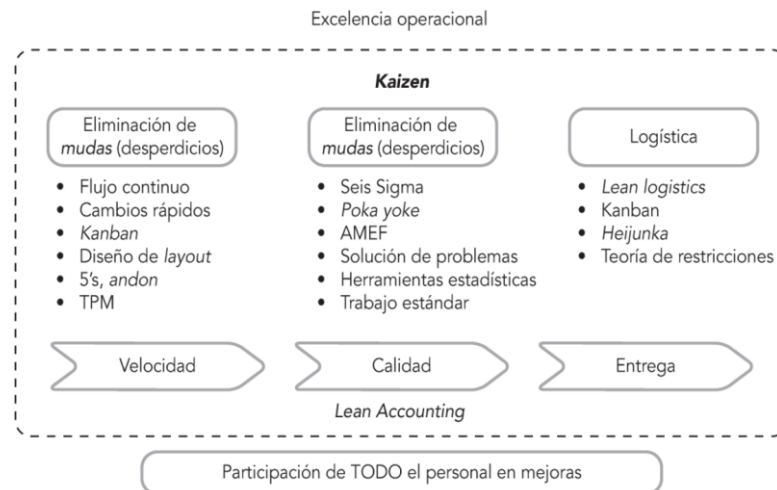 Excelencia operacional
Kaizen
Eliminación de
mudas (desperdicios)
• Flujo continuo
• Cambios rápidos
• Kanban
• Diseño de layout
• 5's, andon
• TPM
Velocidad
Eliminación de
mudas (desperdicios)
• Seis Sigma
• Poka yoke
• AMEF
• Solución de problemas
• Herramientas estadísticas
• Trabajo estándar
Calidad
Logística
• Lean logistics
• Kanban
• Heijunka
• Teoría de restricciones
Entrega
Lean Accounting
Participación de TODO el personal en mejoras